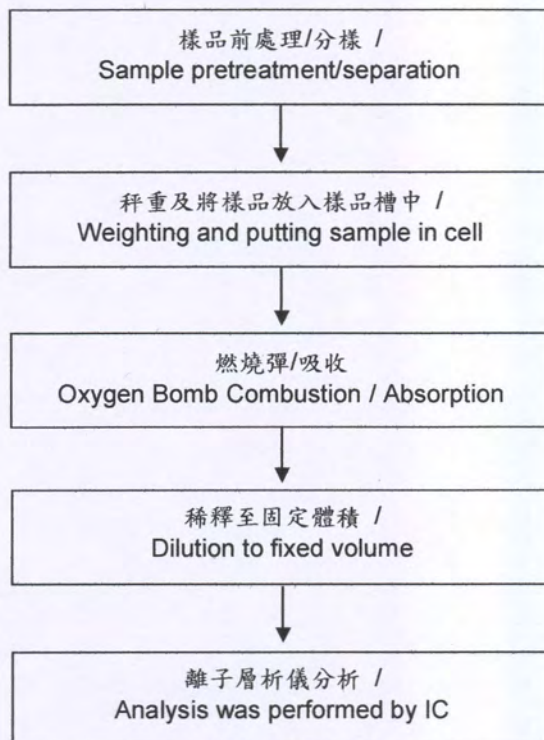 樣品前處理/分樣 /
Sample pretreatment/separation
秤重及將樣品放入樣品槽中 /
Weighting and putting sample in cell
燃燒彈/吸收
Oxygen Bomb Combustion / Absorption
稀釋至固定體積 /
Dilution to fixed volume
離子層析儀分析 /
Analysis was performed by IC